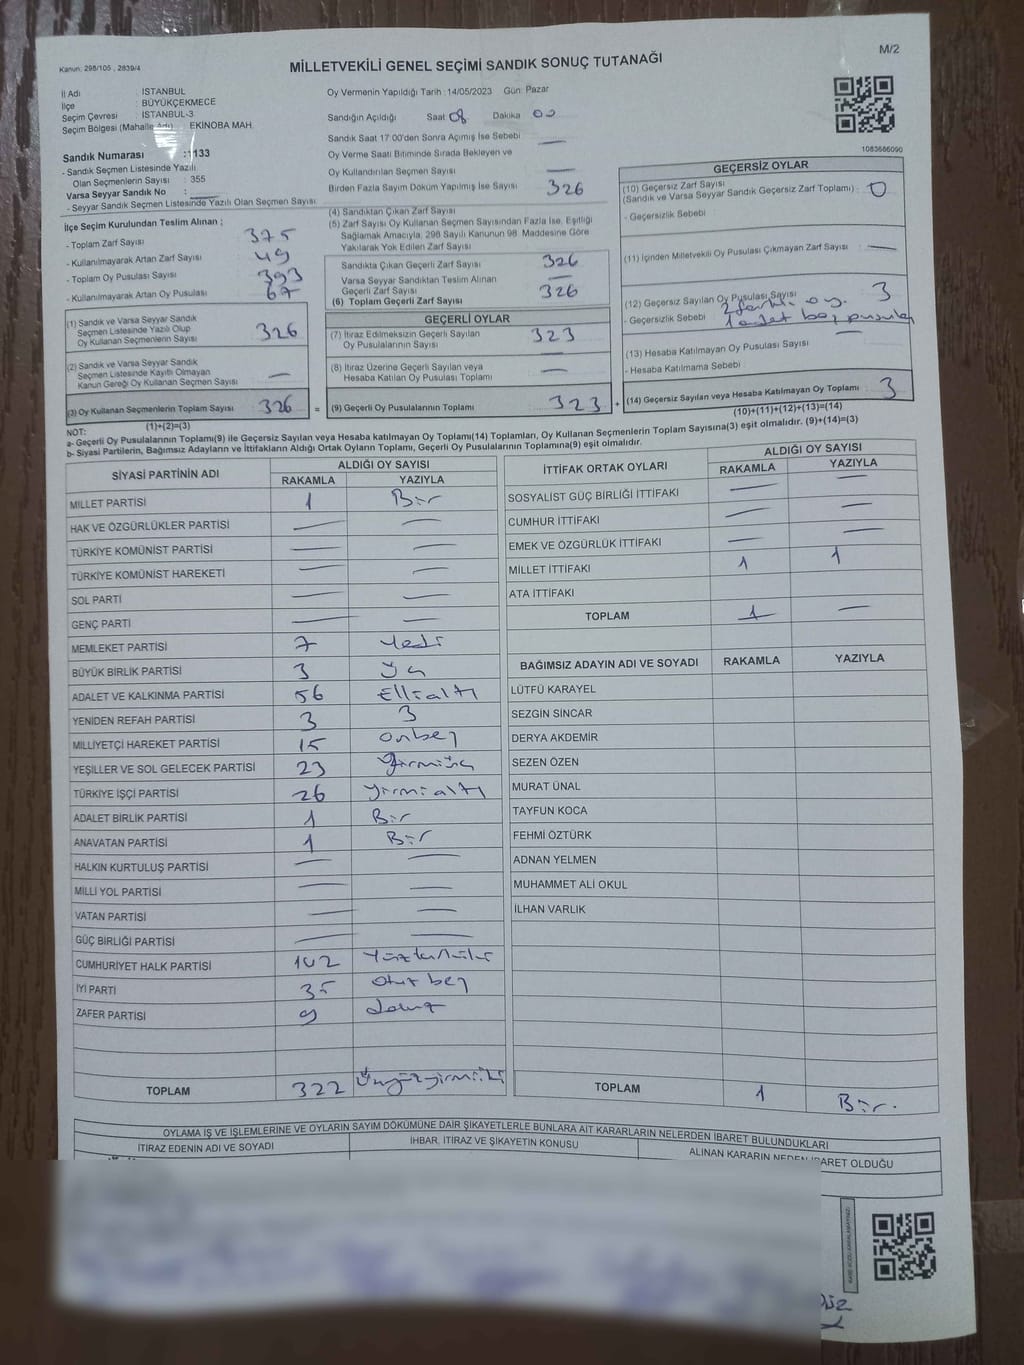 M/2
Kanun: 298/105 , 2839/4
MİLLETVEKİLİ GENEL SEÇİMİ SANDIK SONUÇ TUTANAĞI
İl Adı : İSTANBUL
İlçe : BÜYÜKÇEKMECE
Seçim Çevresi : İSTANBUL-3
Seçim Bölgesi (Mahalle Adı) : EKİNOBA MAH.
Sandık Numarası : 1133
- Sandık Seçmen Listesinde Yazılı
Olan Seçmenlerin Sayısı : 355
Varsa Seyyar Sandık No :
- Seyyar Sandık Seçmen Listesinde Yazılı Olan Seçmen Sayısı:
Oy Vermenin Yapıldığı Tarih : 14/05/2023 Gün: Pazar
Sandığın Açıldığı Saat 08 Dakika 00
Sandık Saat 17:00'den Sonra Açılmış İse Sebebi —
Oy Verme Saati Bitiminde Sırada Bekleyen ve
Oy Kullandırılan Seçmen Sayısı —
Birden Fazla Sayım Döküm Yapılmış İse Sayısı 326
1083666090
İlçe Seçim Kurulundan Teslim Alınan ;
- Toplam Zarf Sayısı 375
- Kullanılmayarak Artan Zarf Sayısı 49
- Toplam Oy Pusulası Sayısı 393
- Kullanılmayarak Artan Oy Pusulası 67
(1) Sandık ve Varsa Seyyar Sandık
Seçmen Listesinde Yazılı Olup
Oy Kullanan Seçmenlerin Sayısı 326
(2) Sandık ve Varsa Seyyar Sandık
Seçmen Listesinde Kayıtlı Olmayan
Kanun Gereği Oy Kullanan Seçmen Sayısı —
(3) Oy Kullanan Seçmenlerin Toplam Sayısı 326
(1)+(2)=(3)
(4) Sandıktan Çıkan Zarf Sayısı
(5) Zarf Sayısı Oy Kullanan Seçmen Sayısından Fazla İse, Eşitliği
Sağlamak Amacıyla, 298 Sayılı Kanunun 98. Maddesine Göre
Yakılarak Yok Edilen Zarf Sayısı
Sandıkta Çıkan Geçerli Zarf Sayısı 326
Varsa Seyyar Sandıktan Teslim Alınan
Geçerli Zarf Sayısı —
(6) Toplam Geçerli Zarf Sayısı 326
GEÇERLİ OYLAR
(7) İtiraz Edilmeksizin Geçerli Sayılan
Oy Pusulalarının Sayısı 323
(8) İtiraz Üzerine Geçerli Sayılan veya
Hesaba Katılan Oy Pusulası Toplamı —
= (9) Geçerli Oy Pusulalarının Toplamı 323 +
GEÇERSİZ OYLAR
(10) Geçersiz Zarf Sayısı
(Sandık ve Varsa Seyyar Sandık Geçersiz Zarf Toplamı) : 0
- Geçersizlik Sebebi
(11) İçinden Milletvekili Oy Pusulası Çıkmayan Zarf Sayısı —
(12) Geçersiz Sayılan Oy Pusulası Sayısı 3
- Geçersizlik Sebebi 2 farklı oy.
1 adet boş pusula
(13) Hesaba Katılmayan Oy Pusulası Sayısı —
- Hesaba Katılmama Sebebi
(14) Geçersiz Sayılan veya Hesaba Katılmayan Oy Toplamı 3
(10)+(11)+(12)+(13)=(14)
NOT:
a- Geçerli Oy Pusulalarının Toplamı(9) ile Geçersiz Sayılan veya Hesaba katılmayan Oy Toplamı(14) Toplamları, Oy Kullanan Seçmenlerin Toplam Sayısına(3) eşit olmalıdır. (9)+(14)=(3)
b- Siyasi Partilerin, Bağımsız Adayların ve İttifakların Aldığı Ortak Oyların Toplamı, Geçerli Oy Pusulalarının Toplamına(9) eşit olmalıdır.
SİYASİ PARTİNİN ADI ALDIĞI OY SAYISI
RAKAMLA YAZIYLA
MİLLET PARTİSİ 1 Bir
HAK VE ÖZGÜRLÜKLER PARTİSİ — —
TÜRKİYE KOMÜNİST PARTİSİ — —
TÜRKİYE KOMÜNİST HAREKETİ — —
SOL PARTİ — —
GENÇ PARTİ — —
MEMLEKET PARTİSİ 7 Yedi
BÜYÜK BİRLİK PARTİSİ 3 Üç
ADALET VE KALKINMA PARTİSİ 56 Ellialtı
YENİDEN REFAH PARTİSİ 3 3
MİLLİYETÇİ HAREKET PARTİSİ 15 Onbeş
YEŞİLLER VE SOL GELECEK PARTİSİ 23 Yirmiüç
TÜRKİYE İŞÇİ PARTİSİ 26 Yirmialtı
ADALET BİRLİK PARTİSİ 1 Bir
ANAVATAN PARTİSİ 1 Bir
HALKIN KURTULUŞ PARTİSİ — —
MİLLİ YOL PARTİSİ — —
VATAN PARTİSİ — —
GÜÇ BİRLİĞİ PARTİSİ — —
CUMHURİYET HALK PARTİSİ 142 Yüzkırkiki
İYİ PARTİ 35 Otuzbeş
ZAFER PARTİSİ 9 dokuz
TOPLAM 322 Üçyüzyirmiiki
İTTİFAK ORTAK OYLARI ALDIĞI OY SAYISI
RAKAMLA YAZIYLA
SOSYALİST GÜÇ BİRLİĞİ İTTİFAKI — —
CUMHUR İTTİFAKI — —
EMEK VE ÖZGÜRLÜK İTTİFAKI — —
MİLLET İTTİFAKI 1 1
ATA İTTİFAKI
TOPLAM 1 —
BAĞIMSIZ ADAYIN ADI VE SOYADI RAKAMLA YAZIYLA
LÜTFÜ KARAYEL
SEZGİN SİNCAR
DERYA AKDEMİR
SEZEN ÖZEN
MURAT ÜNAL
TAYFUN KOCA
FEHMİ ÖZTÜRK
ADNAN YELMEN
MUHAMMET ALİ OKUL
İLHAN VARLIK
TOPLAM 1 Bir.
OYLAMA İŞ VE İŞLEMLERİNE VE OYLARIN SAYIM DÖKÜMÜNE DAİR ŞİKAYETLERLE BUNLARA AİT KARARLARIN NELERDEN İBARET BULUNDUKLARI
İTİRAZ EDENİN ADI VE SOYADI İHBAR, İTİRAZ VE ŞİKAYETİN KONUSU ALINAN KARARIN NEDEN İBARET OLDUĞU